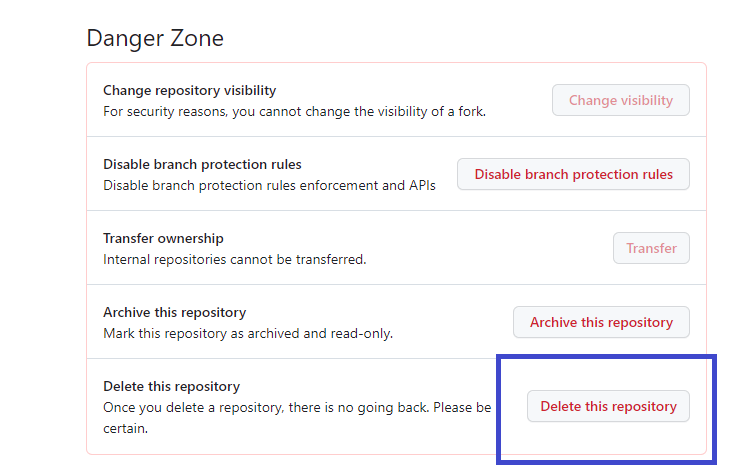 Danger Zone
Change repository visibility
For security reasons, you cannot change the visibility of a fork.
Change visibility
Disable branch protection rules
Disable branch protection rules enforcement and APIs
Disable branch protection rules
Transfer ownership
Internal repositories cannot be transferred.
Transfer
Archive this repository
Mark this repository as archived and read-only.
Archive this repository
Delete this repository
Once you delete a repository, there is no going back. Please be
certain.
Delete this repository